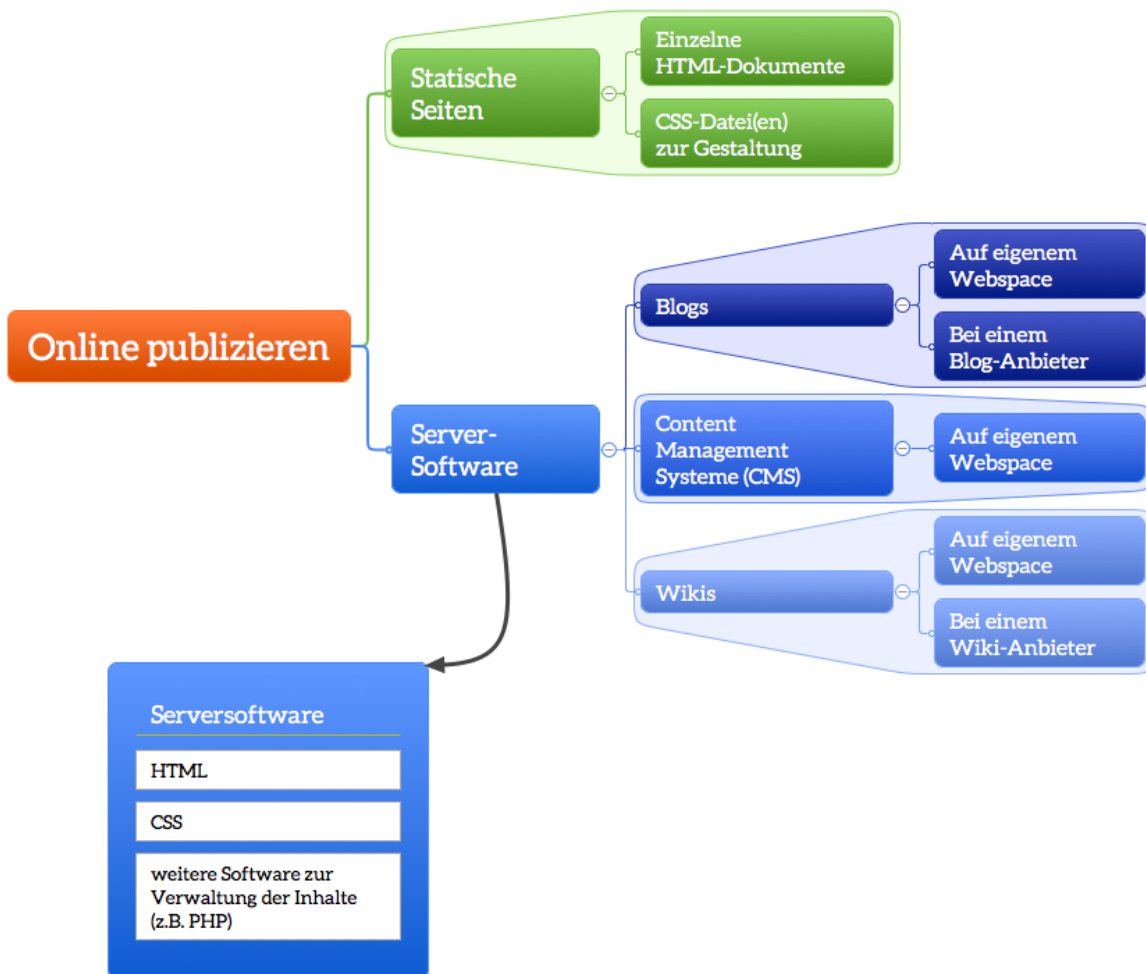 Online publizieren
Statische
Seiten
Einzelne
HTML-Dokumente
CSS-Datei(en)
zur Gestaltung
Server-
Software
Blogs
Auf eigenem
Webspace
Bei einem
Blog-Anbieter
Content
Management
Systeme (CMS)
Auf eigenem
Webspace
Wikis
Auf eigenem
Webspace
Bei einem
Wiki-Anbieter
Serversoftware
HTML
CSS
weitere Software zur
Verwaltung der Inhalte
(z.B. PHP)